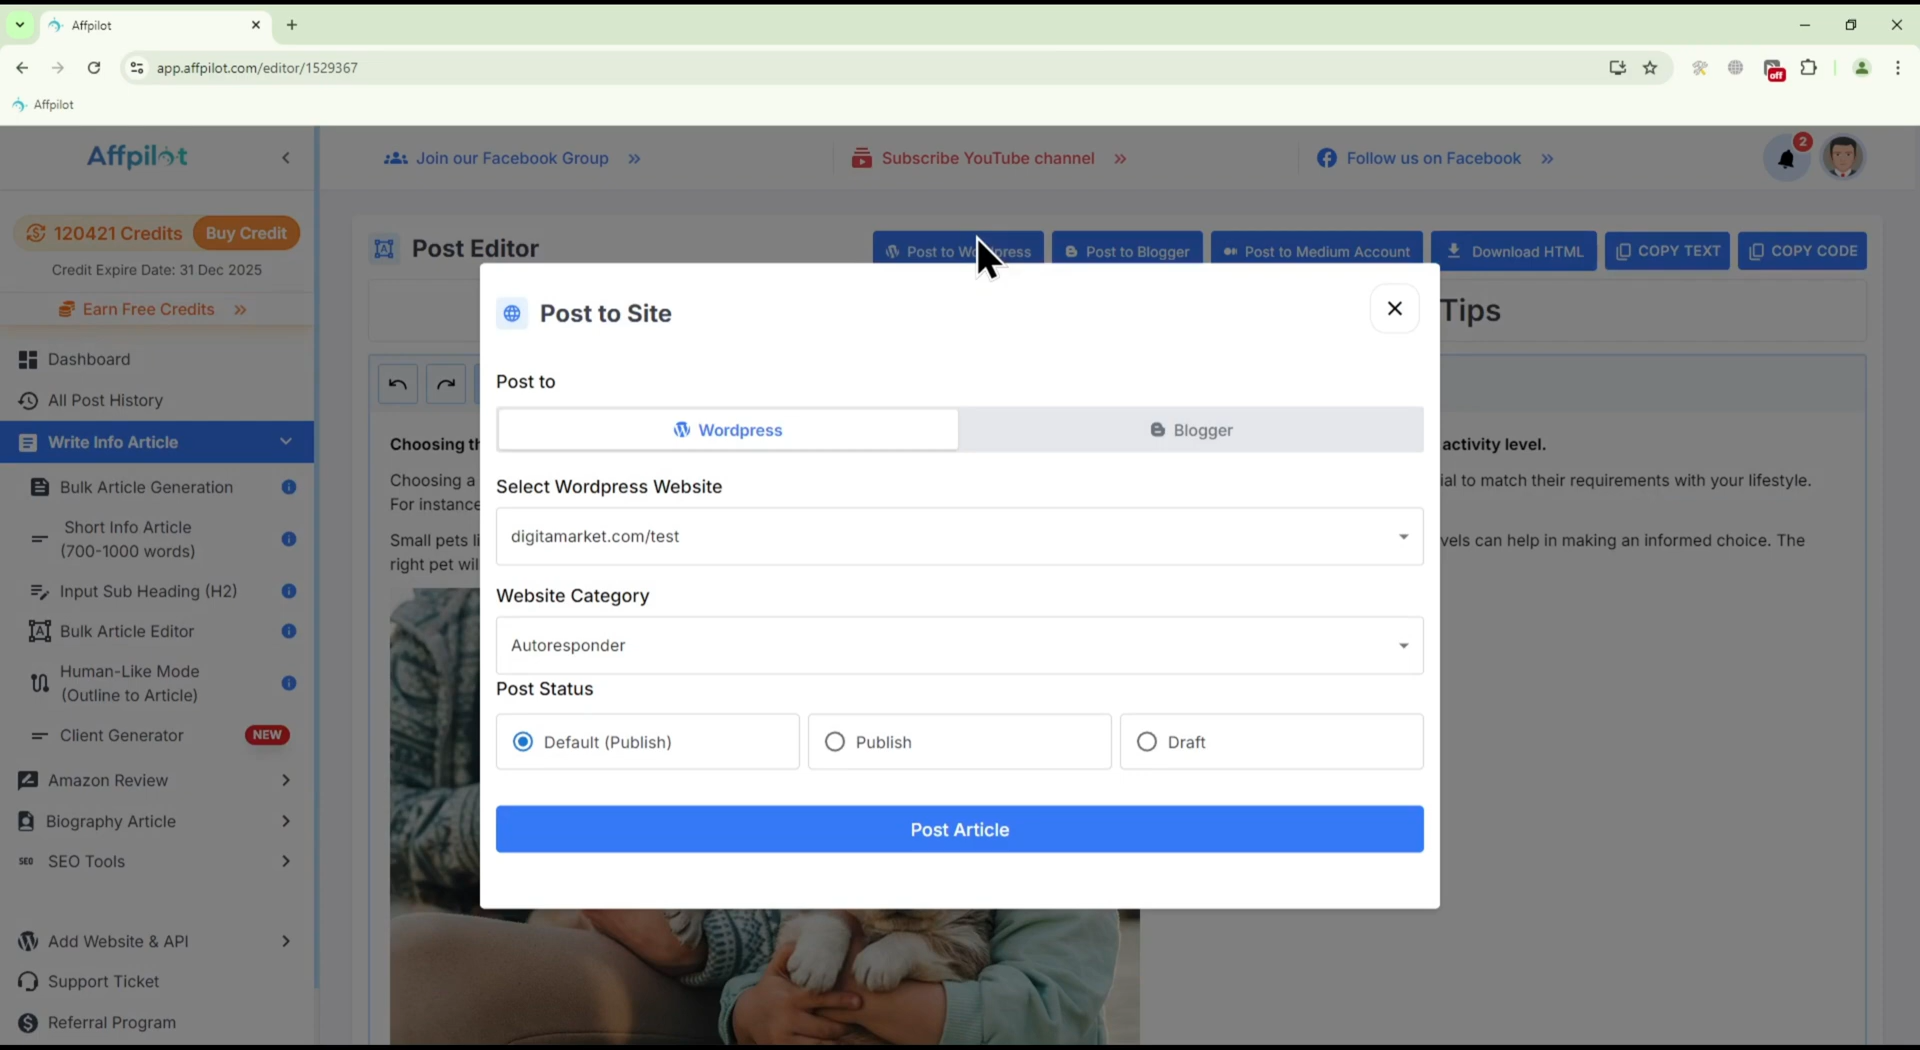 Affpilot
app.affpilot.com/editor/1529367
off
Affpilot
Affpilot
Join our Facebook Group
Subscribe YouTube channel
Follow us on Facebook
2
120421 Credits
Buy Credit
Credit Expire Date: 31 Dec 2025
Earn Free Credits
Dashboard
All Post History
Write Info Article
Bulk Article Generation
Short Info Article
(700-1000 words)
Input Sub Heading (H2)
Bulk Article Editor
Human-Like Mode
(Outline to Article)
Client Generator
NEW
Amazon Review
Biography Article
SEO SEO Tools
Add Website & API
Support Ticket
Referral Program
Post Editor
Post to Wordpress
Post to Blogger
Post to Medium Account
Download HTML
COPY TEXT
COPY CODE
Tips
Choosing
activity level.
Choosing a
ial to match their requirements with your lifestyle.
For instance
Small pets
vels can help in making an informed choice. The
right pet
Post to Site
Post to
Wordpress
Blogger
Select Wordpress Website
digitamarket.com/test
Website Category
Autoresponder
Post Status
Default (Publish)
Publish
Draft
Post Article